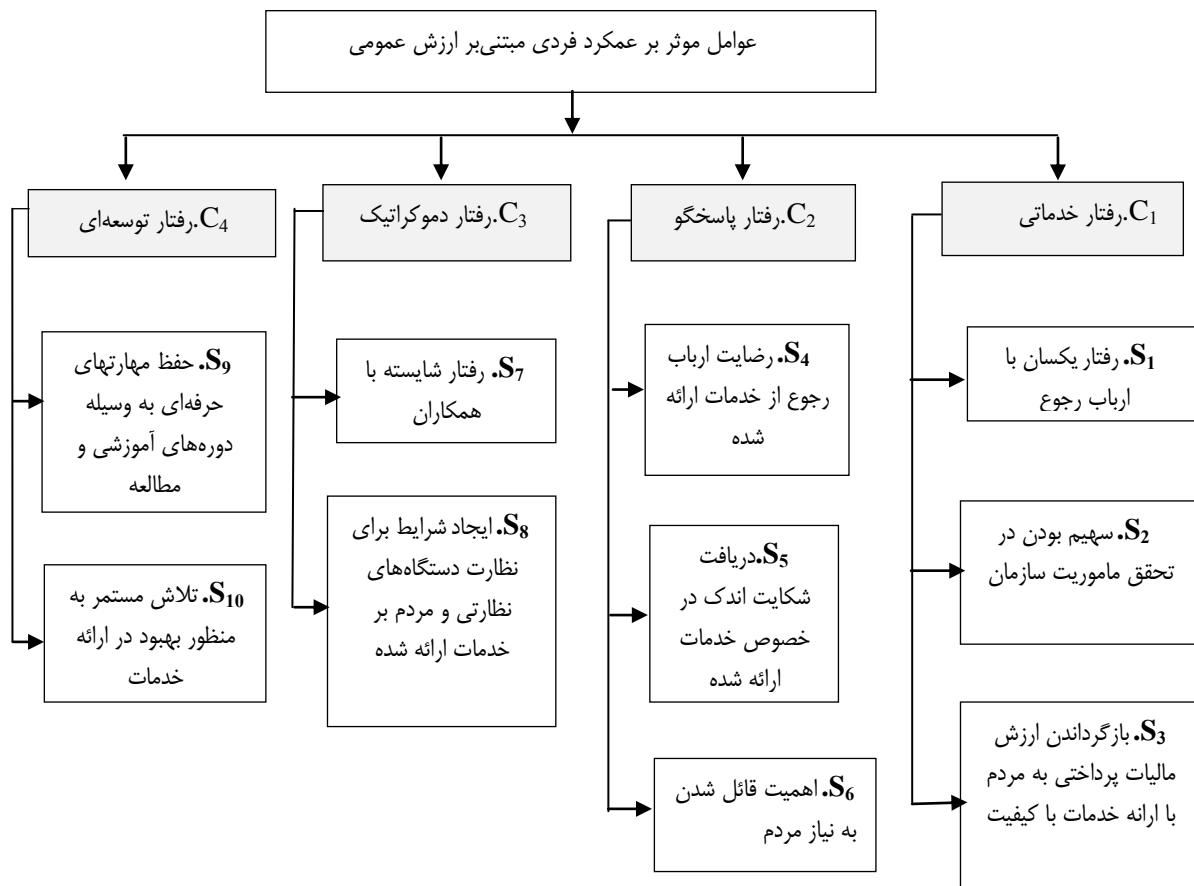 عوامل موثر بر عمکرد فردی مبتنی‌بر ارزش عمومی
C1.رفتار خدماتی
C2.رفتار پاسخگو
C3.رفتار دموکراتیک
C4.رفتار توسعه‌ای
S1. رفتار یکسان با
ارباب رجوع
S2. سهیم بودن در
تحقق ماموریت سازمان
S3. بازگرداندن ارزش
مالیات پرداختی به مردم
با ارانه خدمات با کیفیت
S4. رضایت ارباب
رجوع از خدمات ارائه
شده
S5.دریافت
شکایت اندک در
خصوص خدمات
ارائه شده
S6. اهمیت قائل شدن
به نیاز مردم
S7. رفتار شایسته با
همکاران
S8. ایجاد شرایط برای
نظارت دستگاه‌های
نظارتی و مردم بر
خدمات ارائه شده
S9. حفظ مهارتهای
حرفه‌ای به وسیله
دوره‌های آموزشی و
مطالعه
S10. تلاش مستمر به
منظور بهبود در ارائه
خدمات